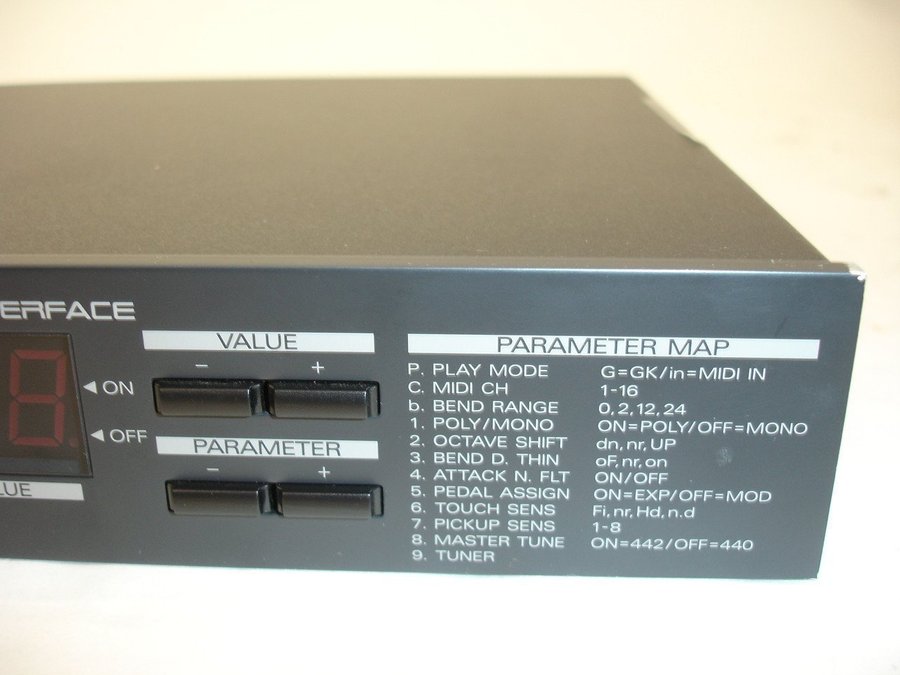 ERFACE
VALUE
− +
◀ ON
◀ OFF
PARAMETER
− +
LUE
PARAMETER MAP
P. PLAY MODE G=GK/in=MIDI IN
C. MIDI CH 1-16
b. BEND RANGE 0,2,12,24
1. POLY/MONO ON=POLY/OFF=MONO
2. OCTAVE SHIFT dn,nr,UP
3. BEND D. THIN oF,nr,on
4. ATTACK N. FLT ON/OFF
5. PEDAL ASSIGN ON=EXP/OFF=MOD
6. TOUCH SENS Fi,nr,Hd,n.d
7. PICKUP SENS 1-8
8. MASTER TUNE ON=442/OFF=440
9. TUNER